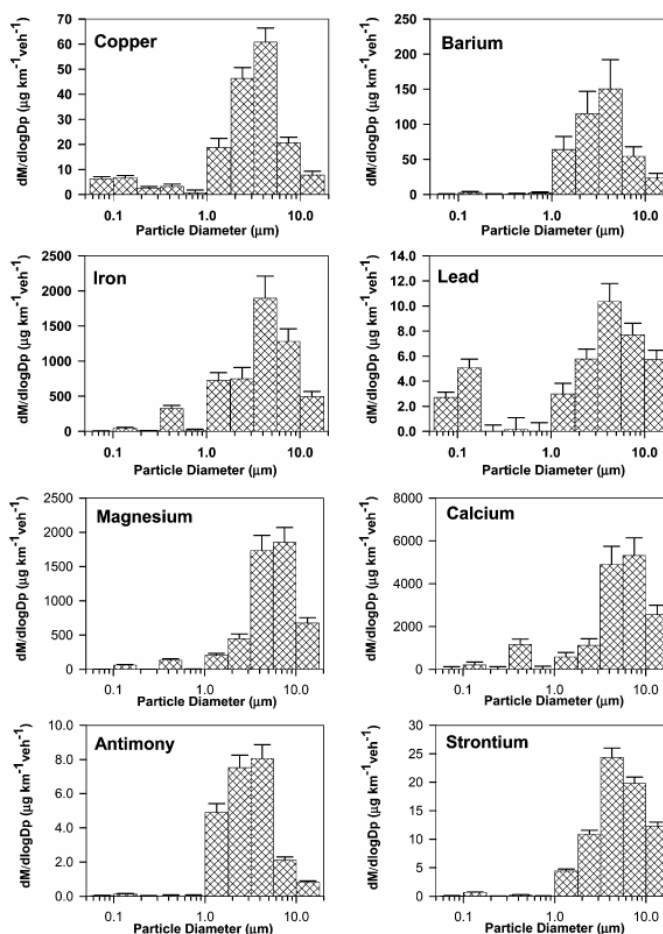 Copper
dM/dlogDp (μg km⁻¹veh⁻¹)
70
60
50
40
30
20
10
0
0.1 1.0 10.0
Particle Diameter (μm)
Barium
dM/dlogDp (μg km⁻¹veh⁻¹)
250
200
150
100
50
0
0.1 1.0 10.0
Particle Diameter (μm)
Iron
dM/dlogDp (μg km⁻¹veh⁻¹)
2500
2000
1500
1000
500
0
0.1 1.0 10.0
Particle Diameter (μm)
Lead
dM/dlogDp (μg km⁻¹veh⁻¹)
14.0
12.0
10.0
8.0
6.0
4.0
2.0
0.0
0.1 1.0 10.0
Particle Diameter (μm)
Magnesium
dM/dlogDp (μg km⁻¹veh⁻¹)
2500
2000
1500
1000
500
0
0.1 1.0 10.0
Particle Diameter (μm)
Calcium
dM/dlogDp (μg km⁻¹veh⁻¹)
8000
6000
4000
2000
0
0.1 1.0 10.0
Particle Diameter (μm)
Antimony
dM/dlogDp (μg km⁻¹veh⁻¹)
10.0
8.0
6.0
4.0
2.0
0.0
0.1 1.0 10.0
Particle Diameter (μm)
Strontium
dM/dlogDp (μg km⁻¹veh⁻¹)
30
25
20
15
10
5
0
0.1 1.0 10.0
Particle Diameter (μm)